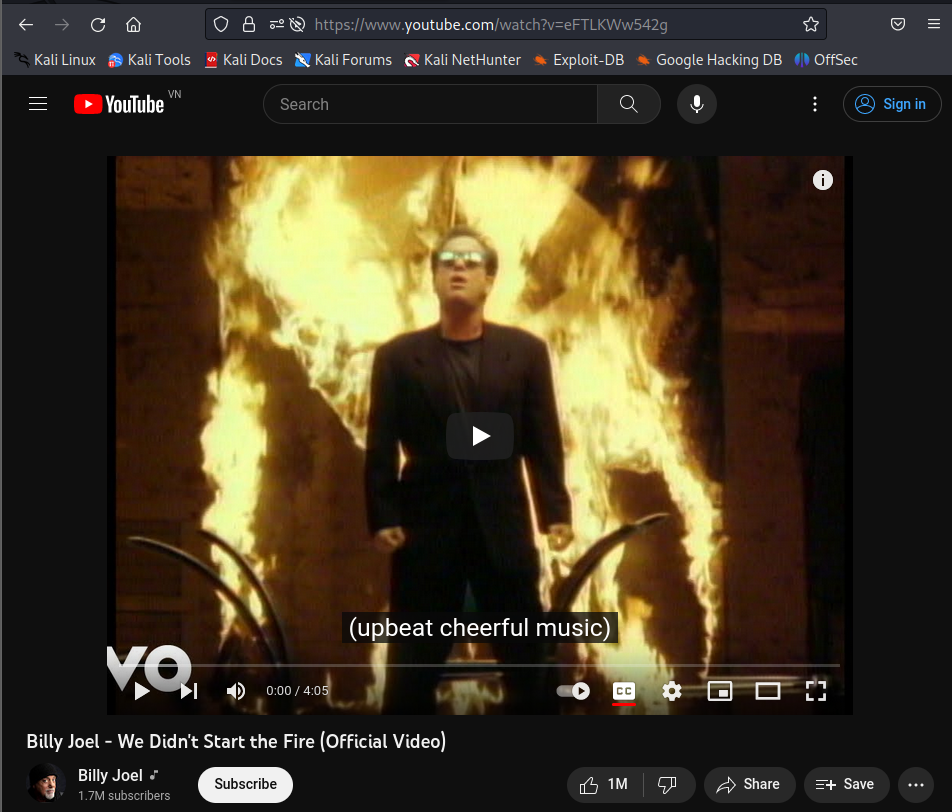 https://www.youtube.com/watch?v=eFTLKWw542g
Kali Linux Kali Tools Kali Docs Kali Forums Kali NetHunter Exploit-DB Google Hacking DB OffSec
YouTube VN Search Sign in
i
(upbeat cheerful music)
vo
0:00 / 4:05 CC
Billy Joel - We Didn't Start the Fire (Official Video)
Billy Joel Subscribe 1M Share Save
1.7M subscribers